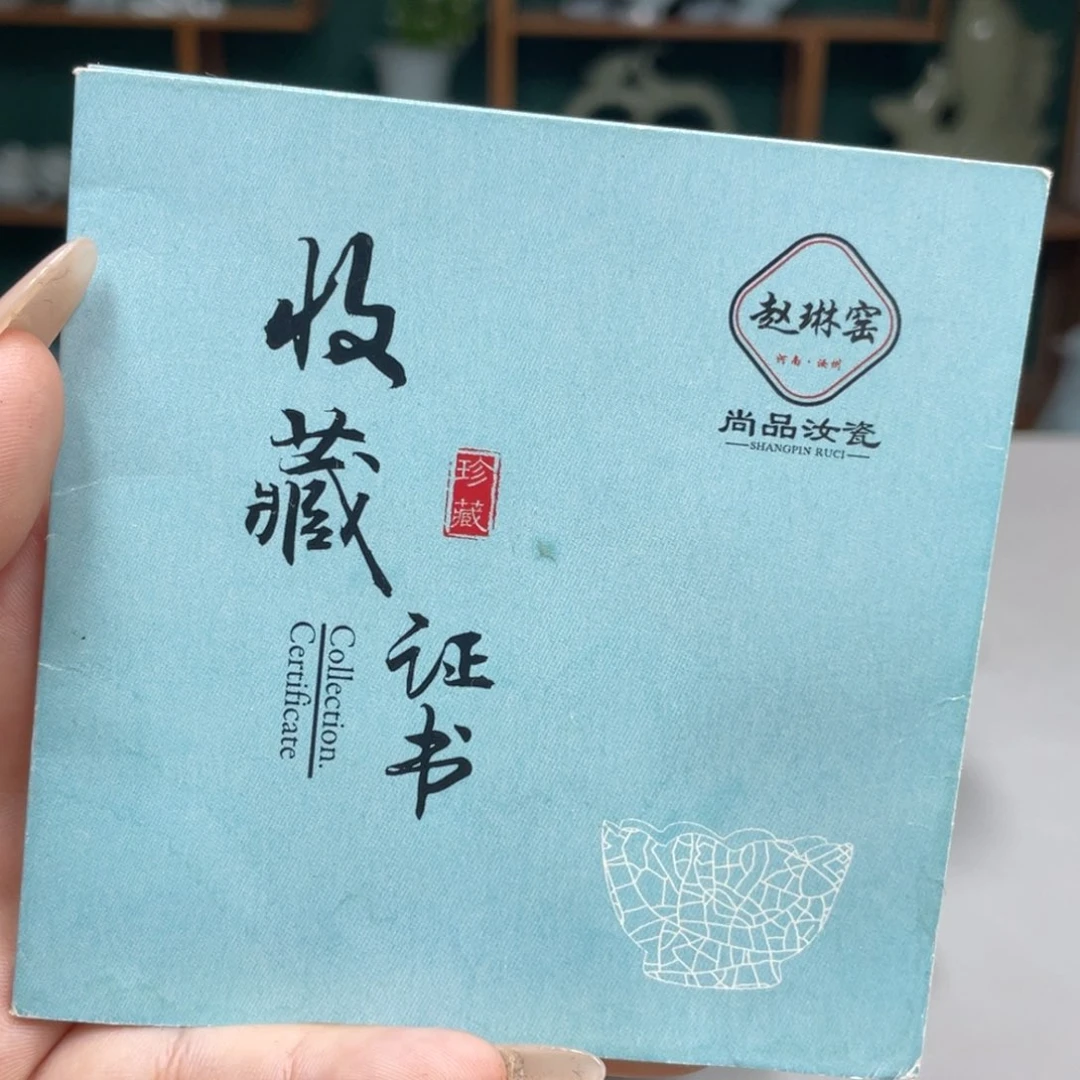 收藏证书
珍藏
Collection.
Certificate
赵琳窑
河南·汝州
尚品汝瓷
SHANGPIN RUCI